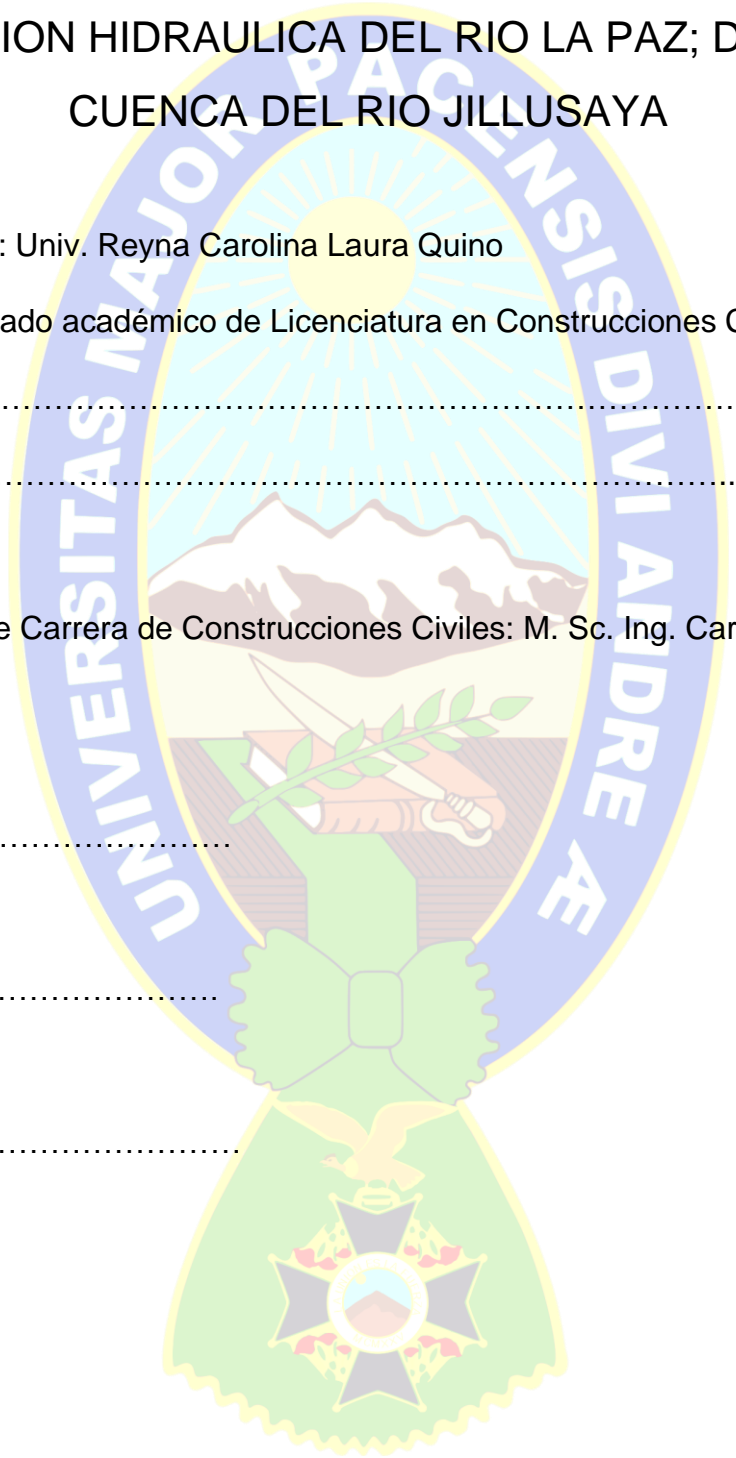 ION HIDRAULICA DEL RIO LA PAZ; D
CUENCA DEL RIO JILLUSAYA
: Univ. Reyna Carolina Laura Quino
ado académico de Licenciatura en Construcciones C
………………………………………………………………………
………………………………………………………………………..
e Carrera de Construcciones Civiles: M. Sc. Ing. Car
……………………
……………………
………………………
UNIVERSITAS MAJOR PACENSIS DIVI ANDRE Æ